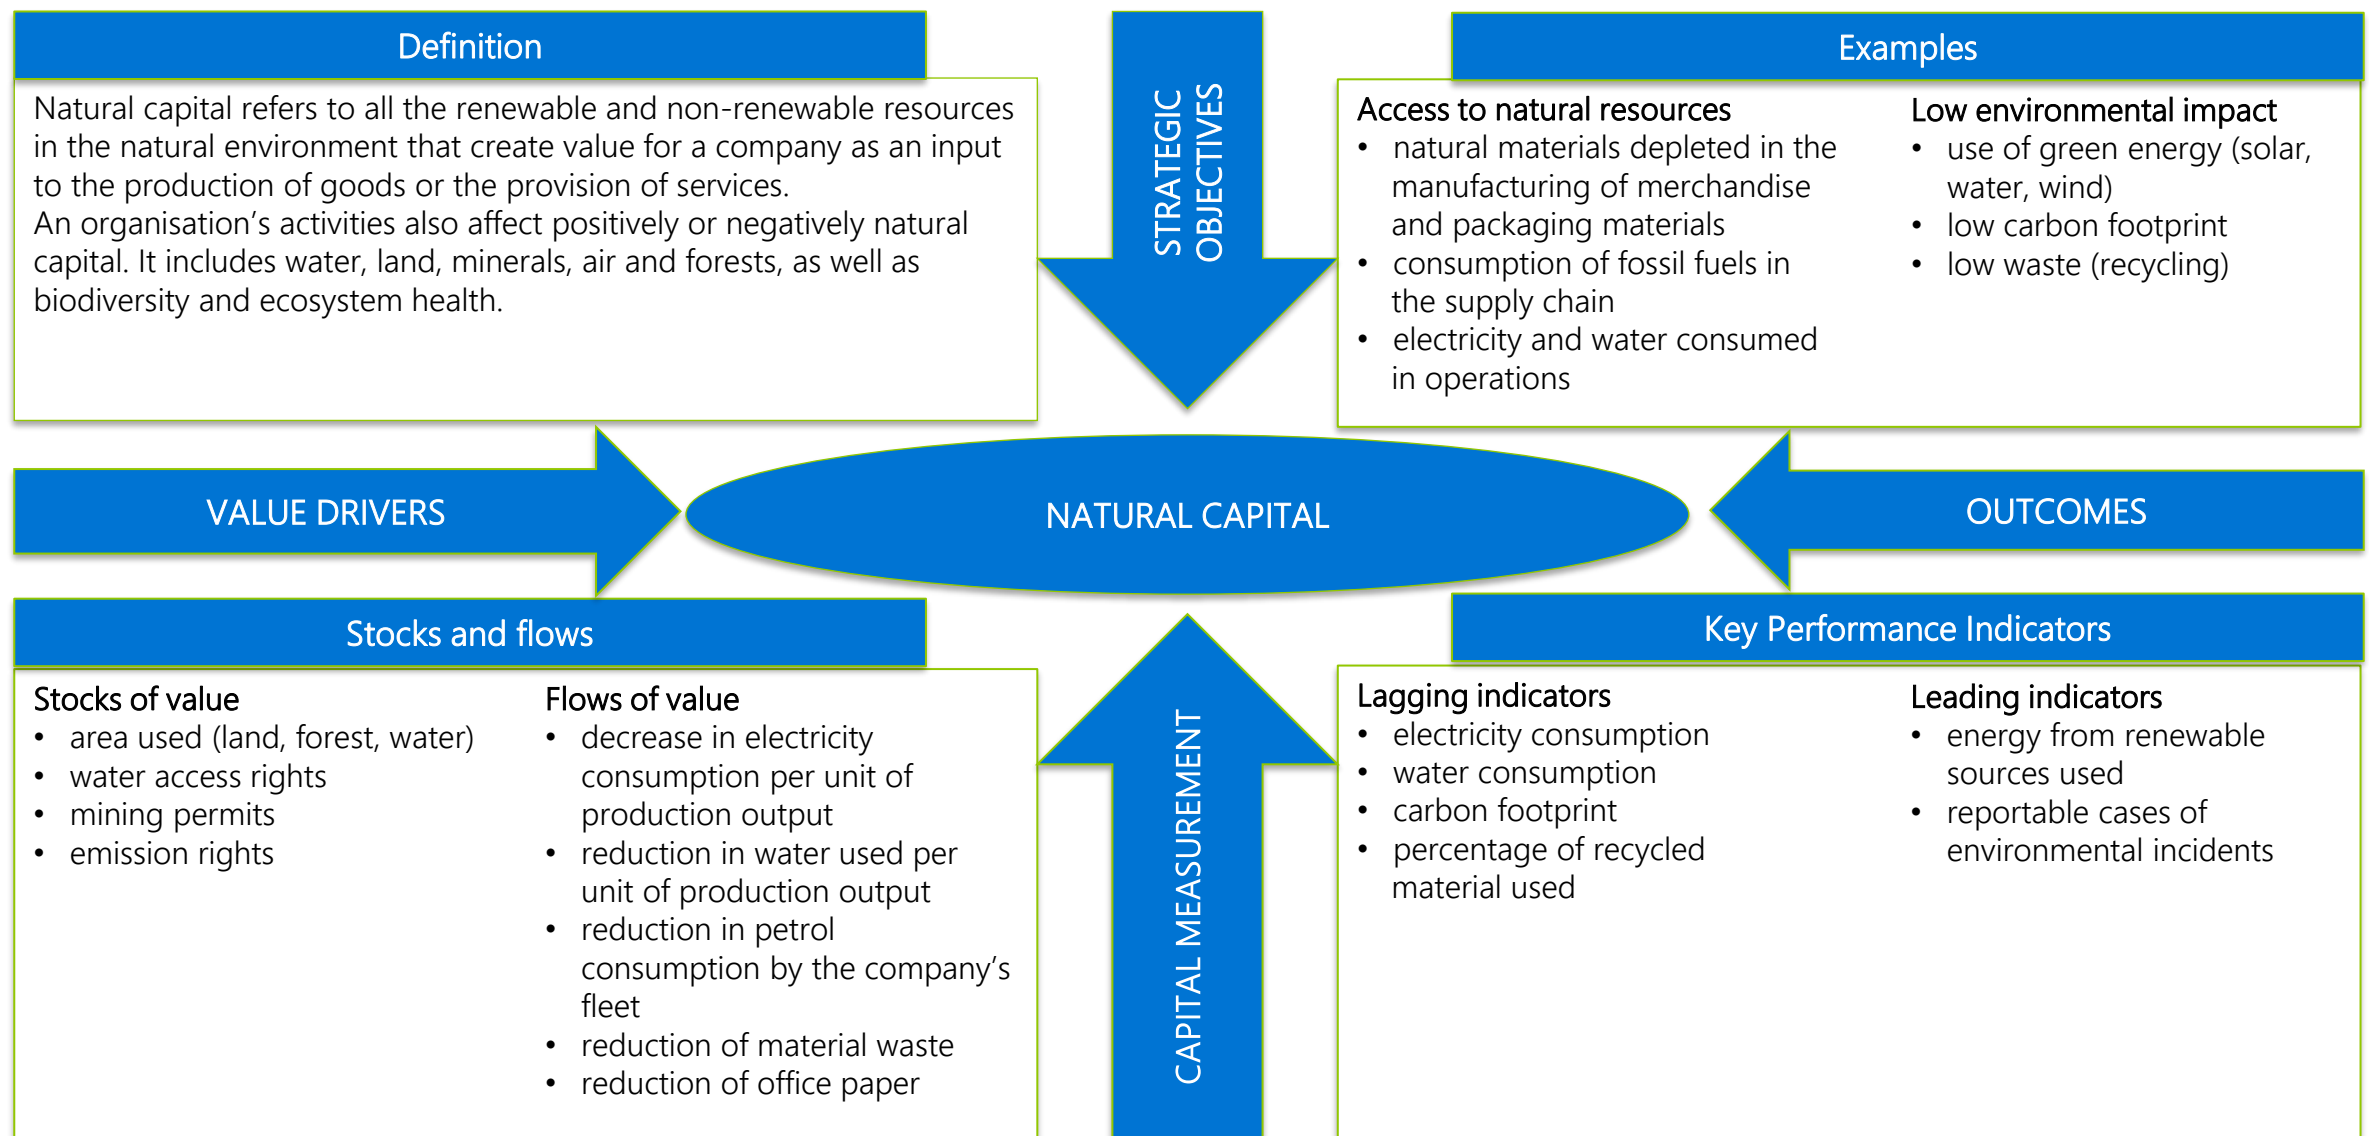 Definition
Natural capital refers to all the renewable and non-renewable resources
in the natural environment that create value for a company as an input
to the production of goods or the provision of services.
An organisation’s activities also affect positively or negatively natural
capital. It includes water, land, minerals, air and forests, as well as
biodiversity and ecosystem health.
STRATEGIC
OBJECTIVES
Examples
Access to natural resources
• natural materials depleted in the
manufacturing of merchandise
and packaging materials
• consumption of fossil fuels in
the supply chain
• electricity and water consumed
in operations
Low environmental impact
• use of green energy (solar,
water, wind)
• low carbon footprint
• low waste (recycling)
VALUE DRIVERS
NATURAL CAPITAL
OUTCOMES
Stocks and flows
Stocks of value
• area used (land, forest, water)
• water access rights
• mining permits
• emission rights
Flows of value
• decrease in electricity
consumption per unit of
production output
• reduction in water used per
unit of production output
• reduction in petrol
consumption by the company’s
fleet
• reduction of material waste
• reduction of office paper
CAPITAL MEASUREMENT
Key Performance Indicators
Lagging indicators
• electricity consumption
• water consumption
• carbon footprint
• percentage of recycled
material used
Leading indicators
• energy from renewable
sources used
• reportable cases of
environmental incidents